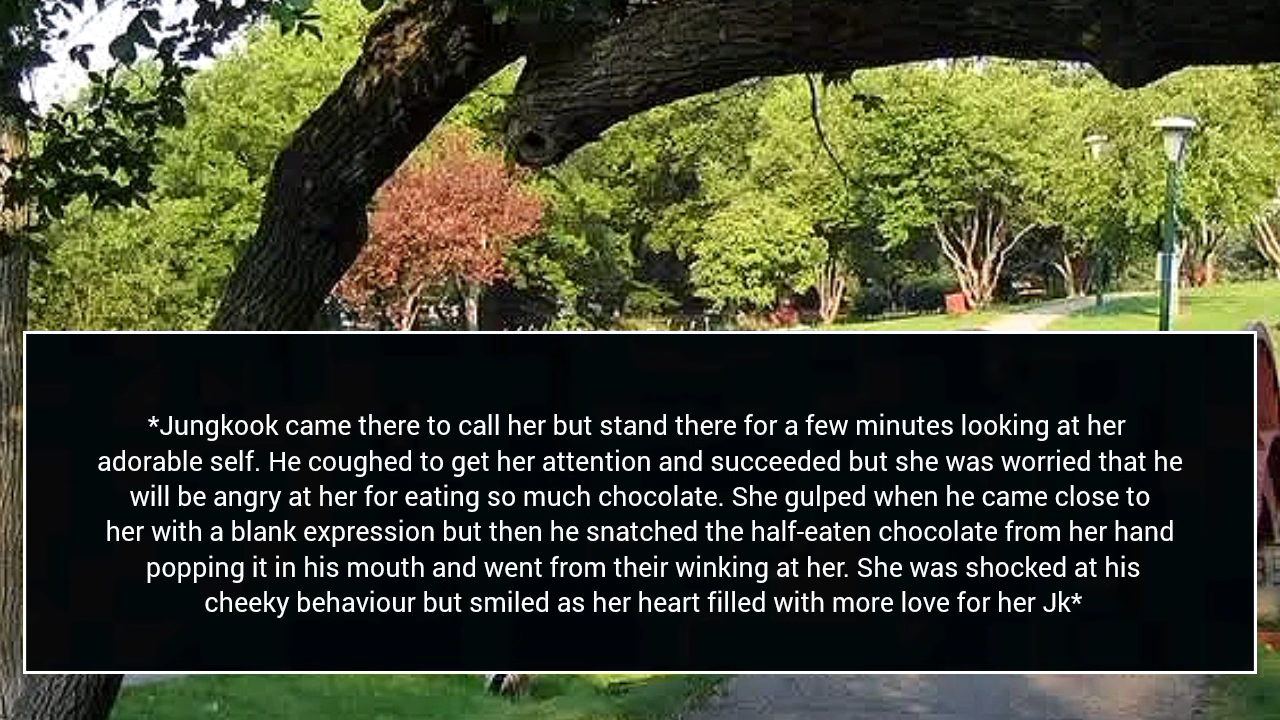 *Jungkook came there to call her but stand there for a few minutes looking at her
adorable self. He coughed to get her attention and succeeded but she was worried that he
will be angry at her for eating so much chocolate. She gulped when he came close to
her with a blank expression but then he snatched the half-eaten chocolate from her hand
popping it in his mouth and went from their winking at her. She was shocked at his
cheeky behaviour but smiled as her heart filled with more love for her Jk*